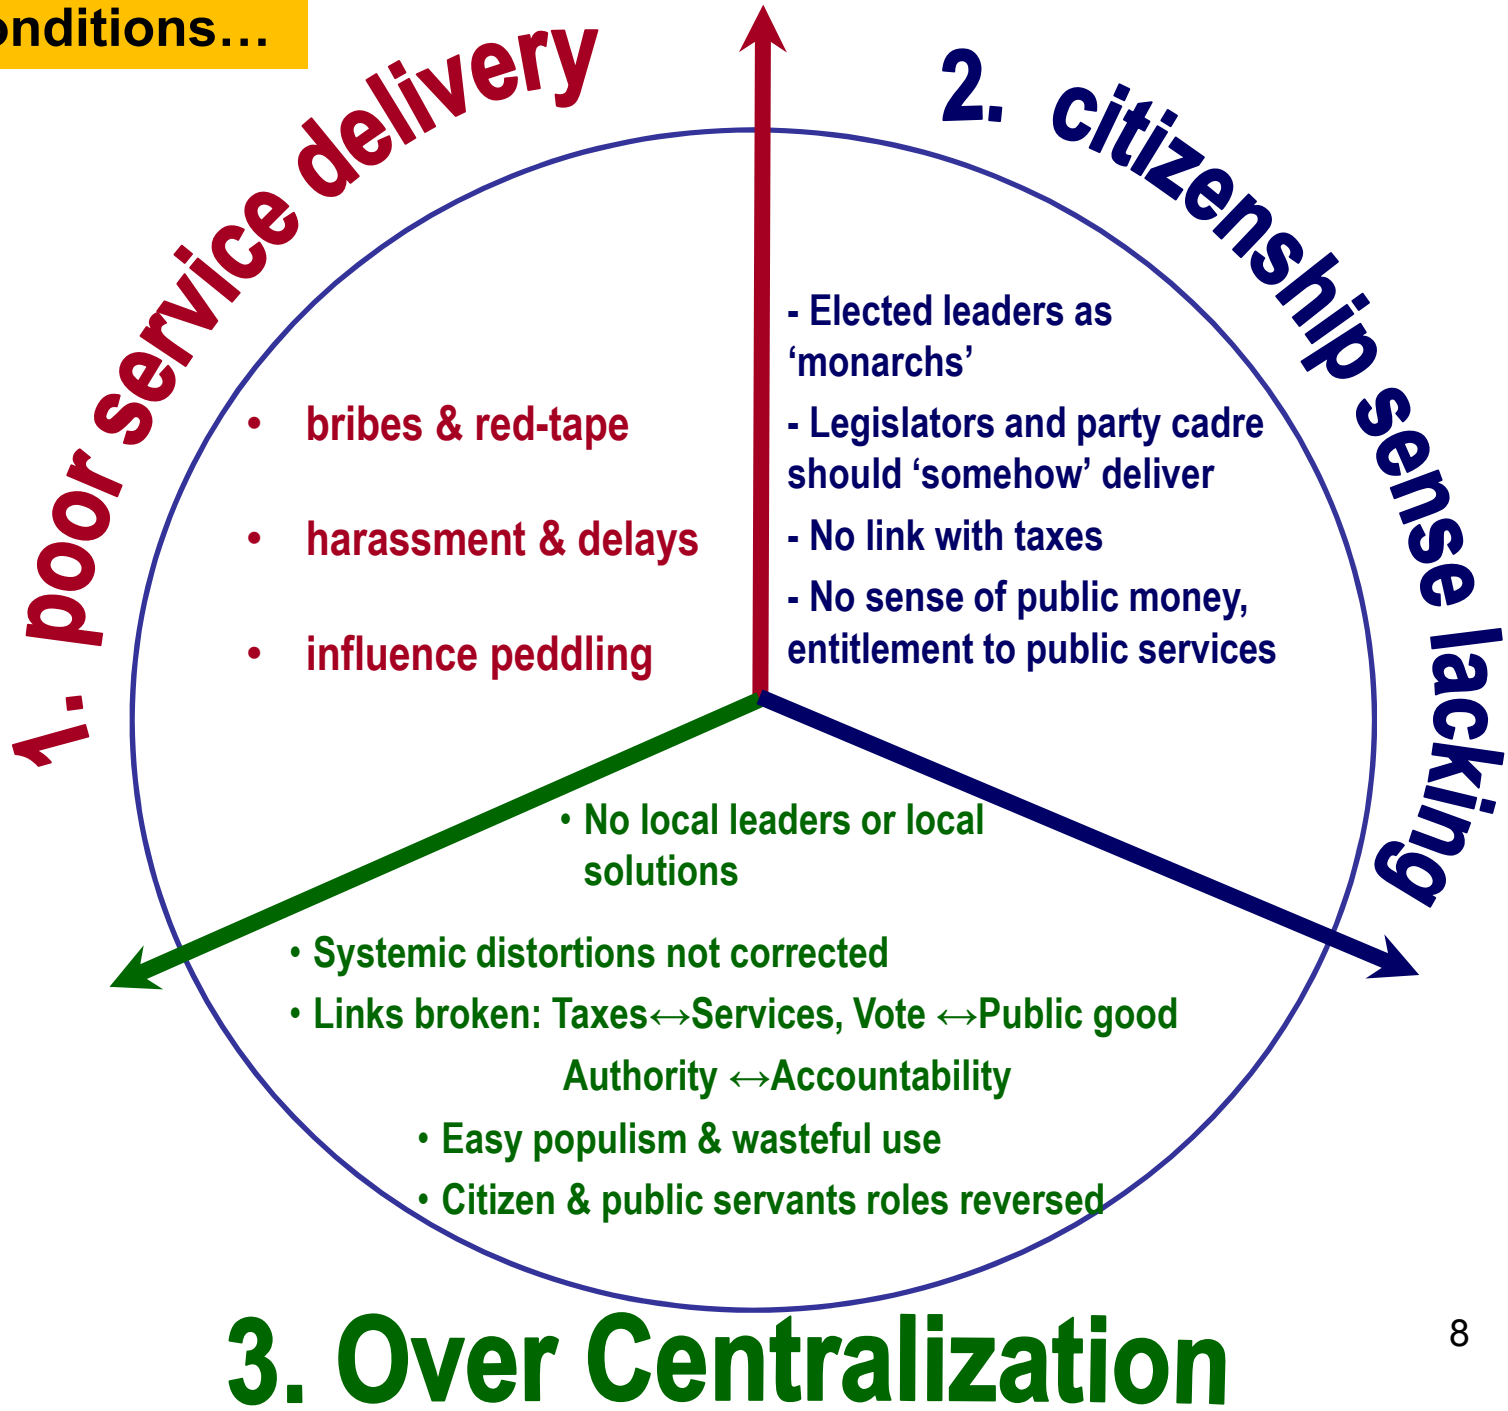 onditions…
1. poor service delivery
• bribes & red-tape
• harassment & delays
• influence peddling
2. citizenship sense lacking
- Elected leaders as
‘monarchs’
- Legislators and party cadre
should ‘somehow’ deliver
- No link with taxes
- No sense of public money,
entitlement to public services
• No local leaders or local
solutions
• Systemic distortions not corrected
• Links broken: Taxes↔Services, Vote ↔Public good
Authority ↔Accountability
• Easy populism & wasteful use
• Citizen & public servants roles reversed
3. Over Centralization
8